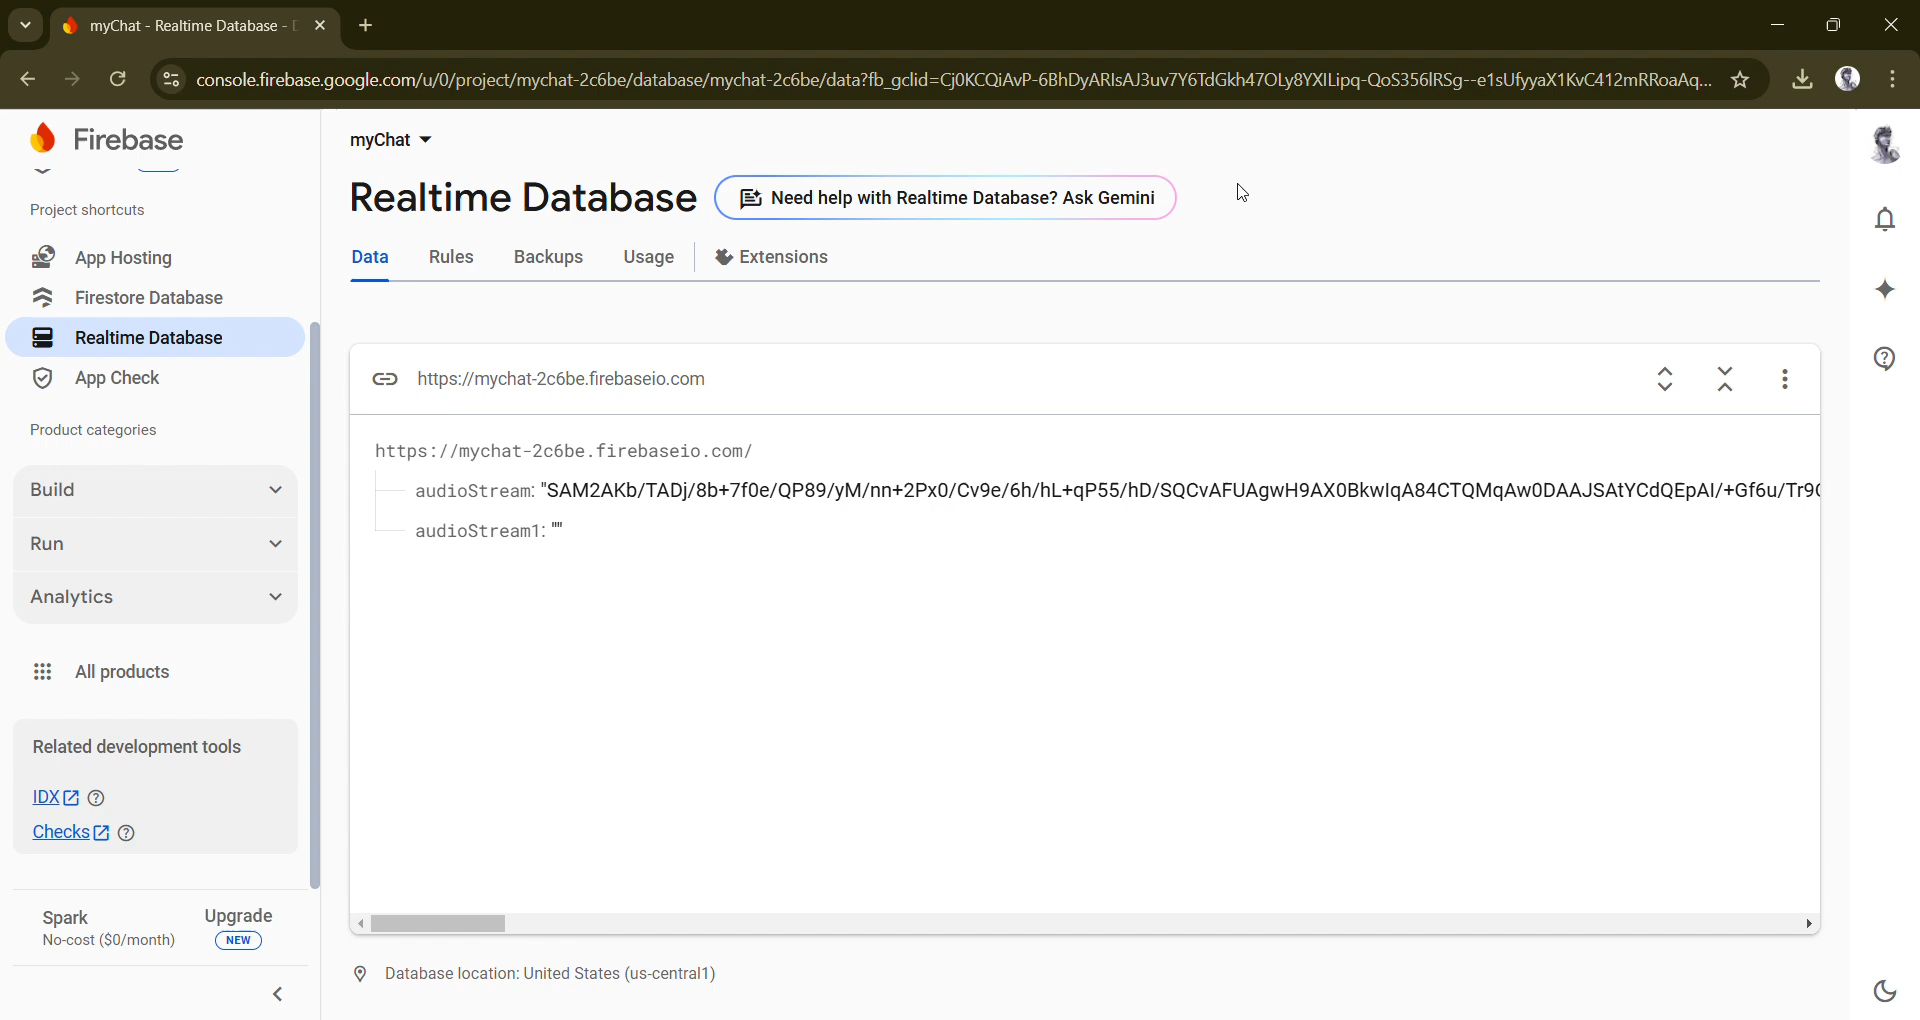 myChat - Realtime Database -
console.firebase.google.com/u/0/project/mychat-2c6be/database/mychat-2c6be/data?fb_gclid=Cj0KCQiAvP-6BhDyARIsAJ3uv7Y6TdGkh47OLy8YXILipq-QoS356lRSg--e1sUfyyaX1KvC412mRRoaAq...
Firebase
Project shortcuts
App Hosting
Firestore Database
Realtime Database
App Check
Product categories
Build
Run
Analytics
All products
Related development tools
IDX
Checks
Spark
No-cost ($0/month)
Upgrade
NEW
myChat
Realtime Database
Need help with Realtime Database? Ask Gemini
Data
Rules
Backups
Usage
Extensions
https://mychat-2c6be.firebaseio.com
https://mychat-2c6be.firebaseio.com/
audioStream: "SAM2AKb/TADj/8b+7f0e/QP89/yM/nn+2Px0/Cv9e/6h/hL+qP55/hD/SQCvAFUAgwH9AX0BkwIqA84CTQMqAw0DAAJSAtYCdQEpAI/+Gf6u/Tr9
audioStream1: ""
Database location: United States (us-central1)